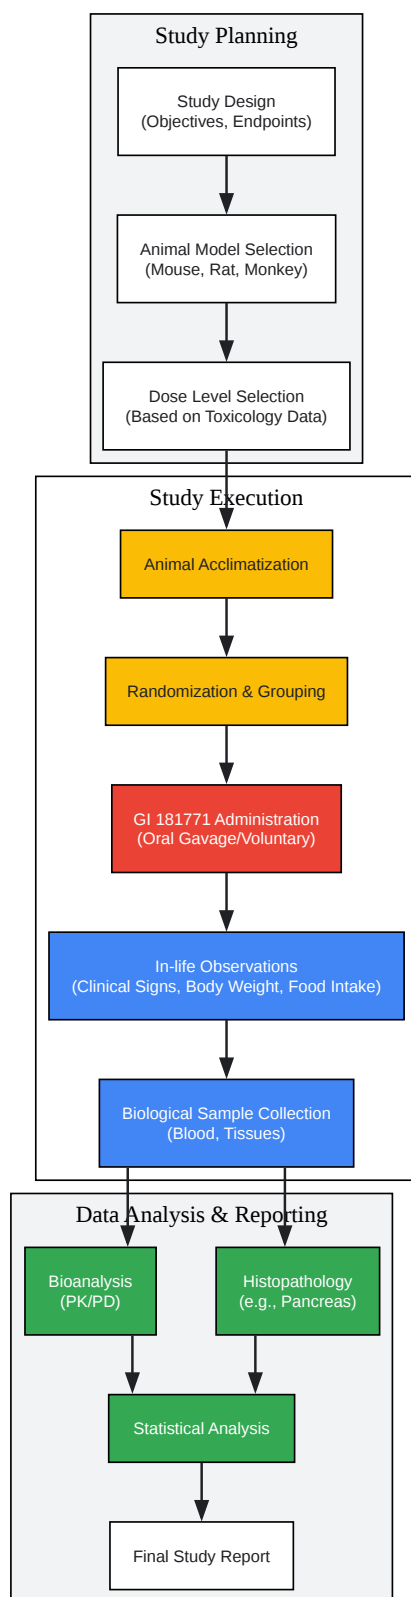 Study Planning
Study Design
(Objectives, Endpoints)
Animal Model Selection
(Mouse, Rat, Monkey)
Dose Level Selection
(Based on Toxicology Data)
Study Execution
Animal Acclimatization
Randomization & Grouping
GI 181771 Administration
(Oral Gavage/Voluntary)
In-life Observations
(Clinical Signs, Body Weight, Food Intake)
Biological Sample Collection
(Blood, Tissues)
Data Analysis & Reporting
Bioanalysis
(PK/PD)
Histopathology
(e.g., Pancreas)
Statistical Analysis
Final Study Report